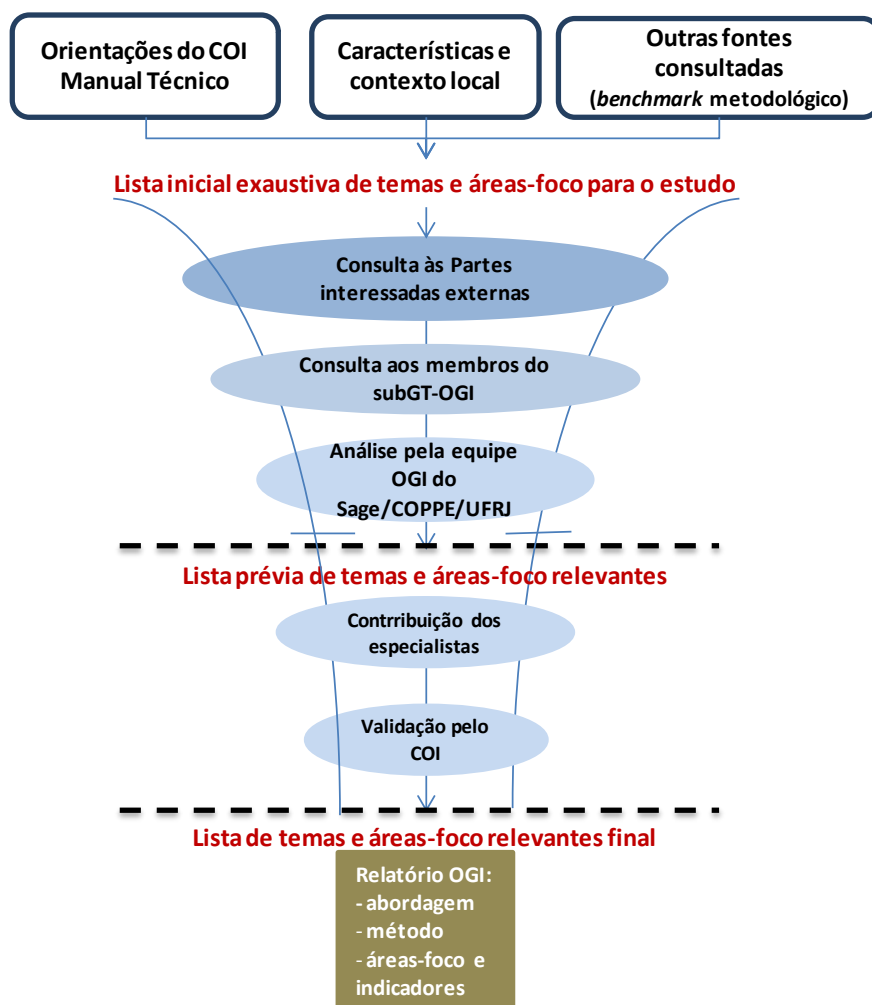 Orientações do COI
Manual Técnico
Características e
contexto local
Outras fontes
consultadas
(benchmark metodológico)
Lista inicial exaustiva de temas e áreas-foco para o estudo
Consulta às Partes
interessadas externas
Consulta aos membros do
subGT-OGI
Análise pela equipe
OGI do
Sage/COPPE/UFRJ
Lista prévia de temas e áreas-foco relevantes
Contrribuição dos
especialistas
Validação pelo
COI
Lista de temas e áreas-foco relevantes final
Relatório OGI:
- abordagem
- método
- áreas-foco e
indicadores